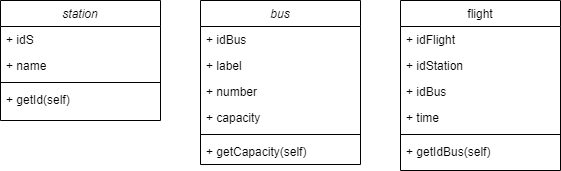 station
+ idS
+ name
+ getId(self)
bus
+ idBus
+ label
+ number
+ capacity
+ getCapacity(self)
flight
+ idFlight
+ idStation
+ idBus
+ time
+ getIdBus(self)